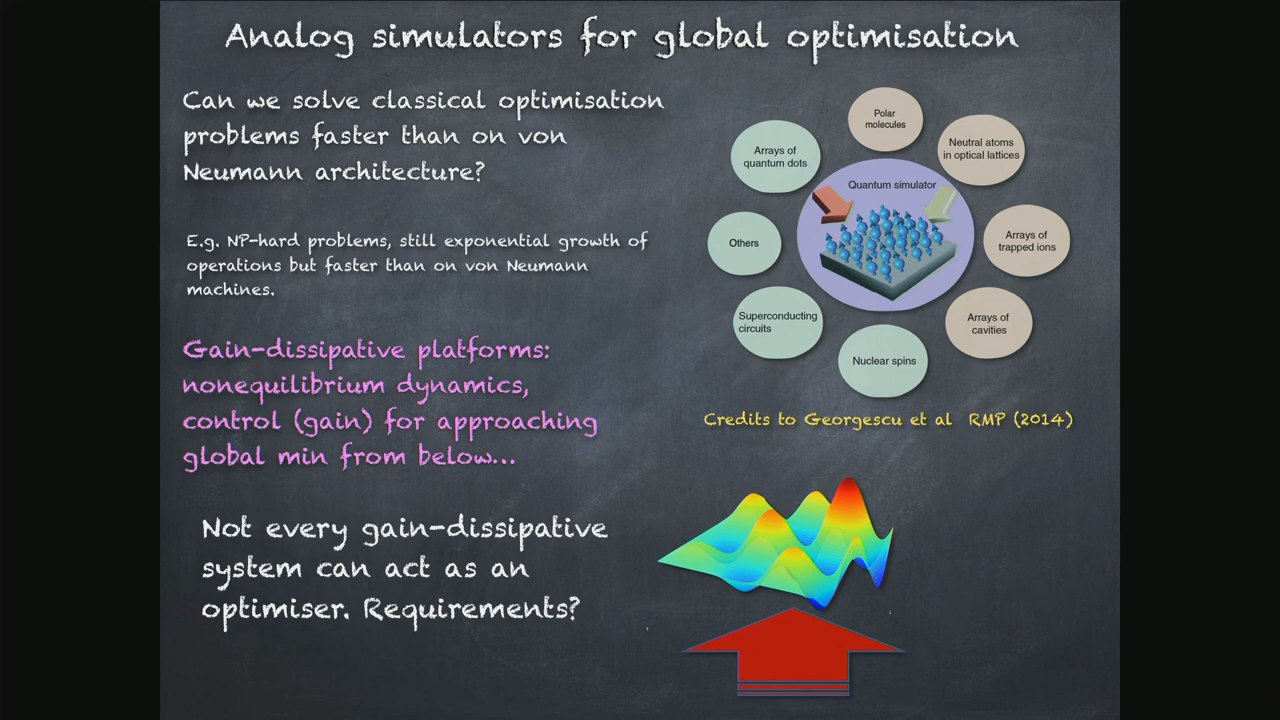 Analog simulators for global optimisation
Can we solve classical optimisation
problems faster than on von
Neumann architecture?
E.g. NP-hard problems, still exponential growth of
operations but faster than on von Neumann
machines.
Gain-dissipative platforms:
nonequilibrium dynamics,
control (gain) for approaching
global min from below...
Not every gain-dissipative
system can act as an
optimiser. Requirements?
Polar
molecules
Arrays of
quantum dots
Neutral atoms
in optical lattices
Quantum simulator
Others
Arrays of
trapped ions
Superconducting
circuits
Arrays of
cavities
Nuclear spins
Credits to Georgescu et al RMP (2014)